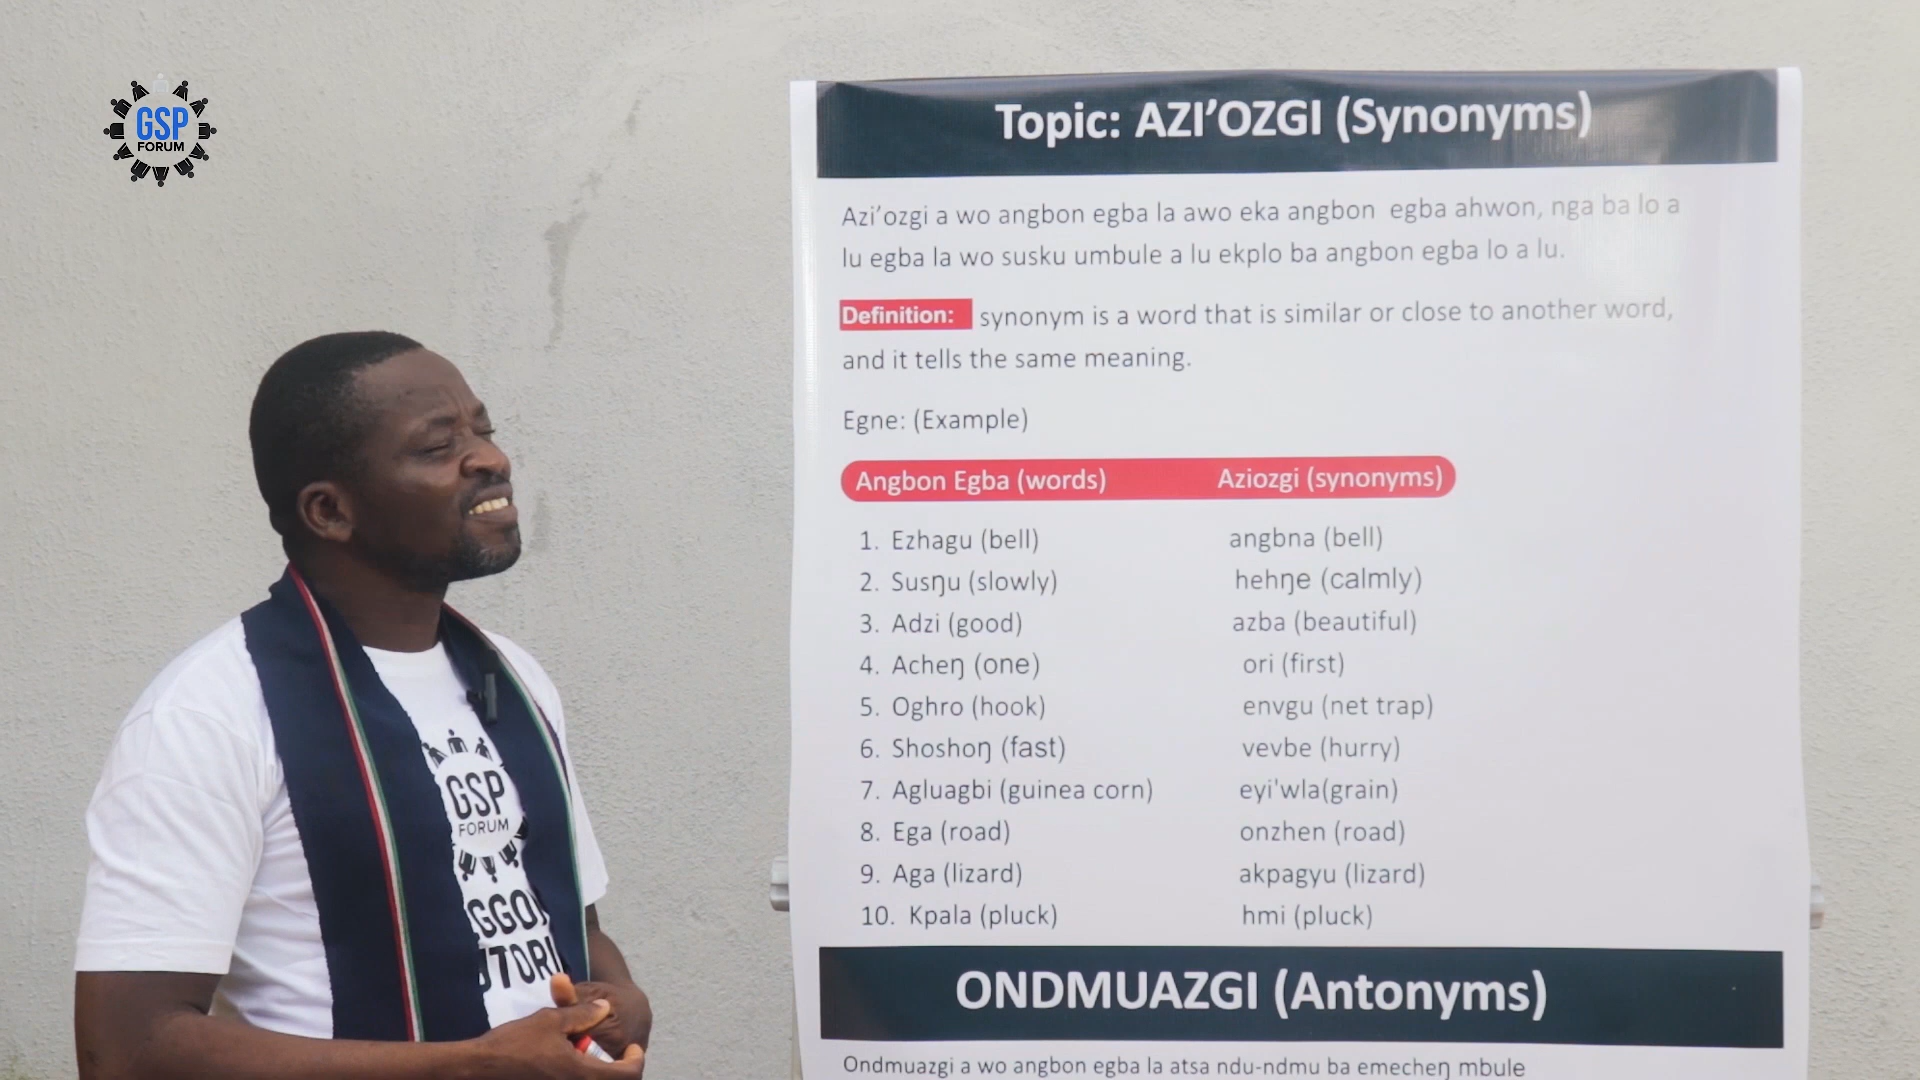 GSP
FORUM
Topic: AZI’OZGI (Synonyms)
Azi’ozgi a wo angbon egba la awo eka angbon egba ahwon, nga ba lo a
lu egba la wo susku umbule a lu ekplo ba angbon egba lo a lu.
Definition: synonym is a word that is similar or close to another word,
and it tells the same meaning.
Egne: (Example)
Angbon Egba (words) Aziozgi (synonyms)
1. Ezhagu (bell) angbna (bell)
2. Susŋu (slowly) hehŋe (calmly)
3. Adzi (good) azba (beautiful)
4. Acheŋ (one) ori (first)
5. Oghro (hook) envgu (net trap)
6. Shoshoŋ (fast) vevbe (hurry)
7. Agluagbi (guinea corn) eyi'wla(grain)
8. Ega (road) onzhen (road)
9. Aga (lizard) akpagyu (lizard)
10. Kpala (pluck) hmi (pluck)
ONDMUAZGI (Antonyms)
Ondmuazgi a wo angbon egba la atsa ndu-ndmu ba emecheŋ mbule
GSP
FORUM